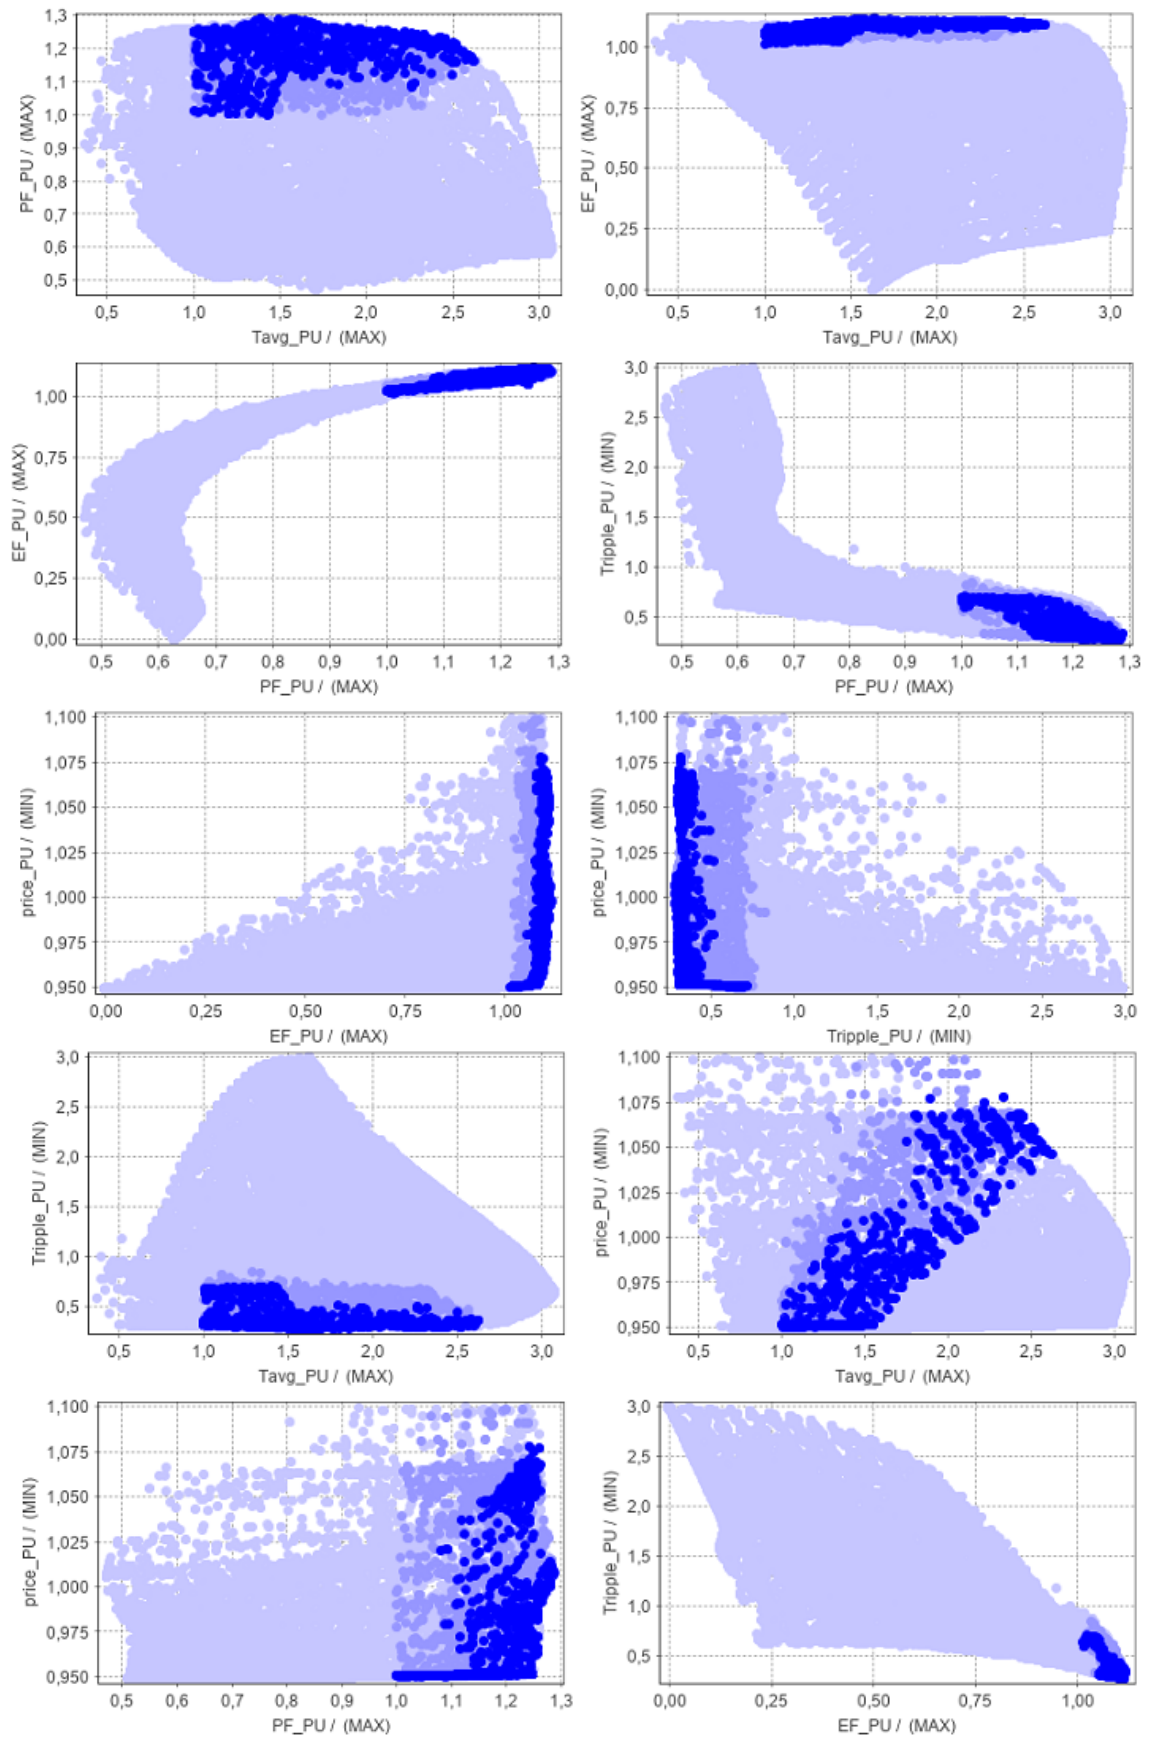 1,3
1,2
1,1
1,0
0,9
0,8
0,7
0,6
0,5
PF_PU / (MAX)
0,5 1,0 1,5 2,0 2,5 3,0
Tavg_PU / (MAX)
1,00
0,75
0,50
0,25
0,00
EF_PU / (MAX)
0,5 1,0 1,5 2,0 2,5 3,0
Tavg_PU / (MAX)
1,00
0,75
0,50
0,25
0,00
EF_PU / (MAX)
0,5 0,6 0,7 0,8 0,9 1,0 1,1 1,2 1,3
PF_PU / (MAX)
3,0
2,5
2,0
1,5
1,0
0,5
Tripple_PU / (MIN)
0,5 0,6 0,7 0,8 0,9 1,0 1,1 1,2 1,3
PF_PU / (MAX)
1,100
1,075
1,050
1,025
1,000
0,975
0,950
price_PU / (MIN)
0,00 0,25 0,50 0,75 1,00
EF_PU / (MAX)
1,100
1,075
1,050
1,025
1,000
0,975
0,950
price_PU / (MIN)
0,5 1,0 1,5 2,0 2,5 3,0
Tripple_PU / (MIN)
3,0
2,5
2,0
1,5
1,0
0,5
Tripple_PU / (MIN)
0,5 1,0 1,5 2,0 2,5 3,0
Tavg_PU / (MAX)
1,100
1,075
1,050
1,025
1,000
0,975
0,950
price_PU / (MIN)
0,5 1,0 1,5 2,0 2,5 3,0
Tavg_PU / (MAX)
1,100
1,075
1,050
1,025
1,000
0,975
0,950
price_PU / (MIN)
0,5 0,6 0,7 0,8 0,9 1,0 1,1 1,2 1,3
PF_PU / (MAX)
3,0
2,5
2,0
1,5
1,0
0,5
Tripple_PU / (MIN)
0,00 0,25 0,50 0,75 1,00
EF_PU / (MAX)